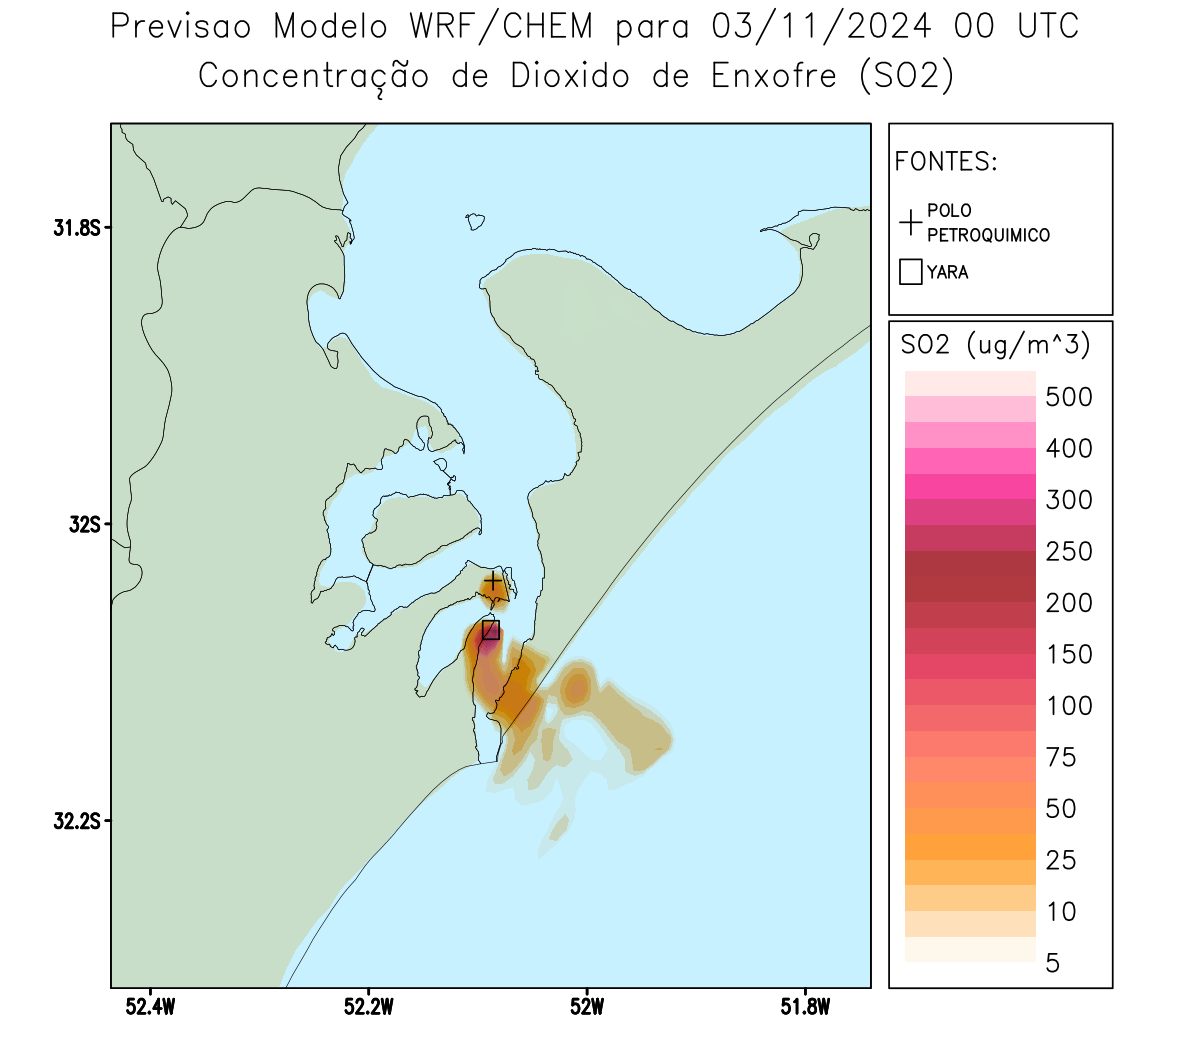 Previsao Modelo WRF/CHEM para 03/11/2024 00 UTC
Concentração de Dioxido de Enxofre (SO2)
31.8S
32S
32.2S
52.4W
52.2W
52W
51.8W
FONTES:
POLO
PETROQUIMICO
YARA
SO2 (ug/m^3)
500
400
300
250
200
150
100
75
50
25
10
5